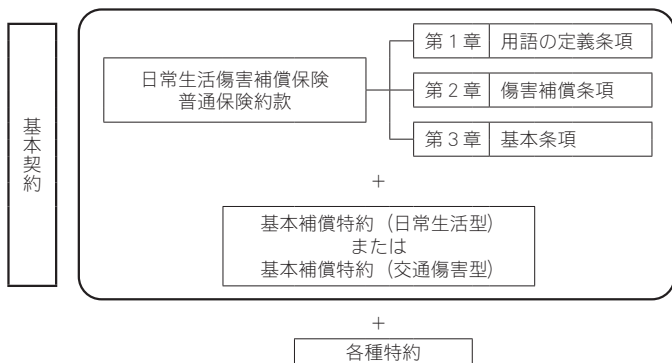 基本契約
日常生活傷害補償保険
普通保険約款
第1章 用語の定義条項
第2章 傷害補償条項
第3章 基本条項
+
基本補償特約（日常生活型）
または
基本補償特約（交通傷害型）
+
各種特約